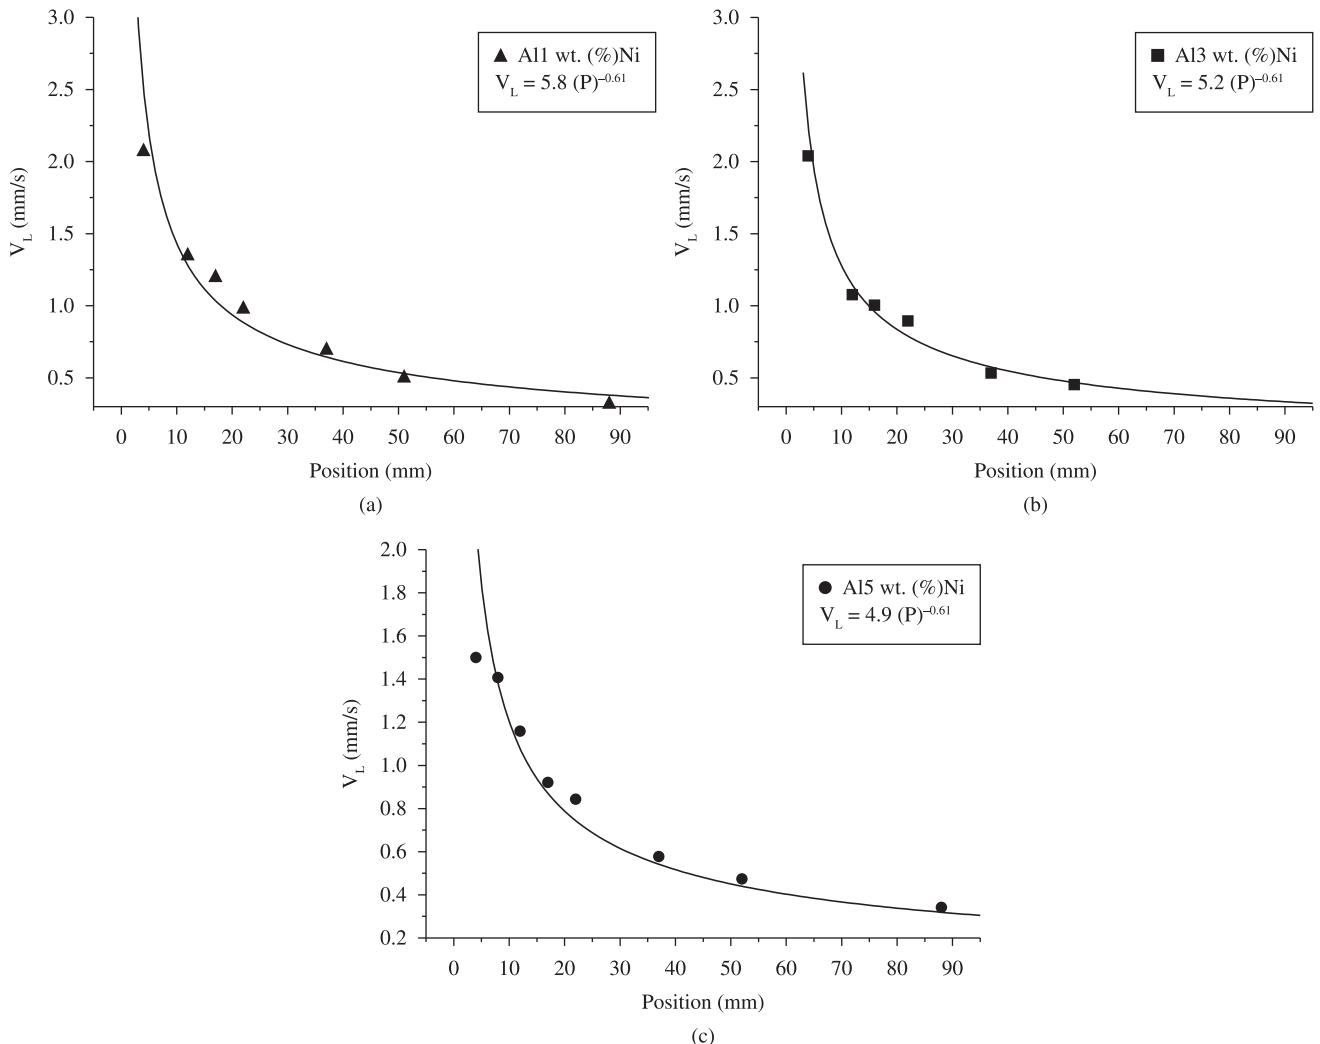 3.0
2.5
2.0
1.5
1.0
0.5
V_L (mm/s)
▲ Al1 wt. (%)Ni
V_L = 5.8 (P)^–0.61
0 10 20 30 40 50 60 70 80 90
Position (mm)
(a)
3.0
2.5
2.0
1.5
1.0
0.5
V_L (mm/s)
■ Al3 wt. (%)Ni
V_L = 5.2 (P)^–0.61
0 10 20 30 40 50 60 70 80 90
Position (mm)
(b)
2.0
1.8
1.6
1.4
1.2
1.0
0.8
0.6
0.4
0.2
V_L (mm/s)
● Al5 wt. (%)Ni
V_L = 4.9 (P)^–0.61
0 10 20 30 40 50 60 70 80 90
Position (mm)
(c)